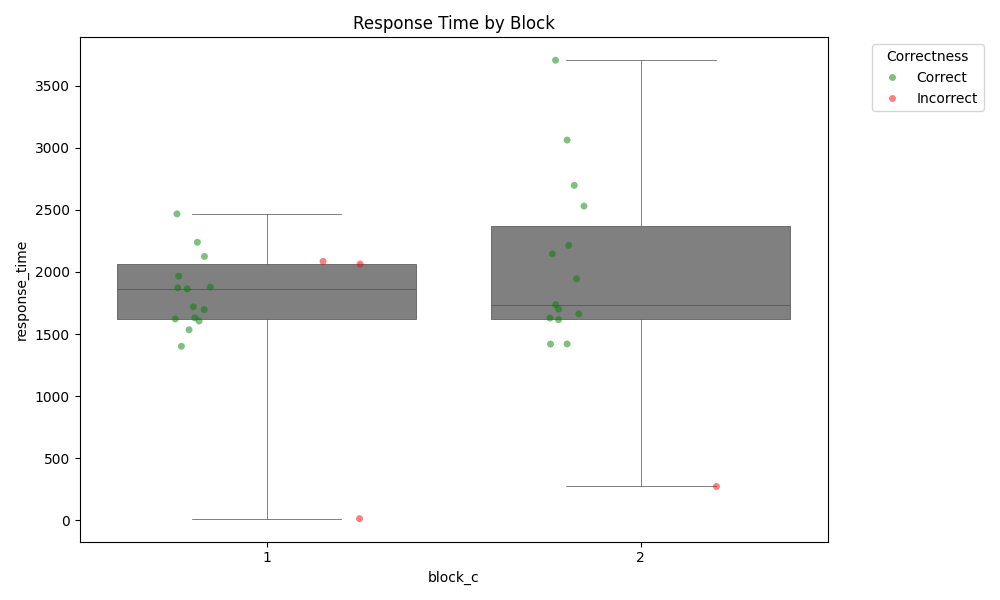 Response Time by Block
Correctness
Correct
Incorrect
response_time
3500
3000
2500
2000
1500
1000
500
0
1
2
block_c